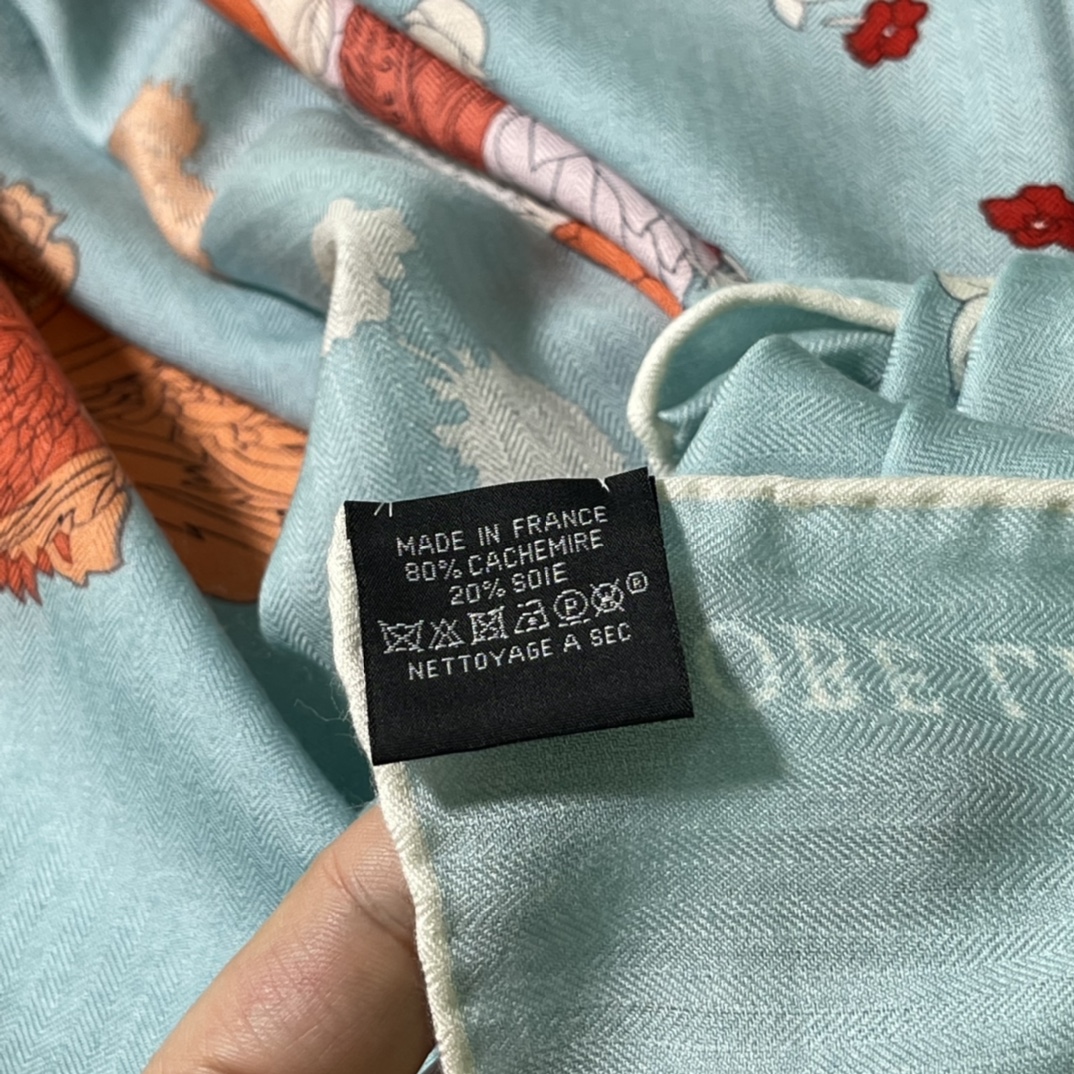 MADE IN FRANCE
80% CACHEMIRE
20% SOIE
P ®
NETTOYAGE A SEC